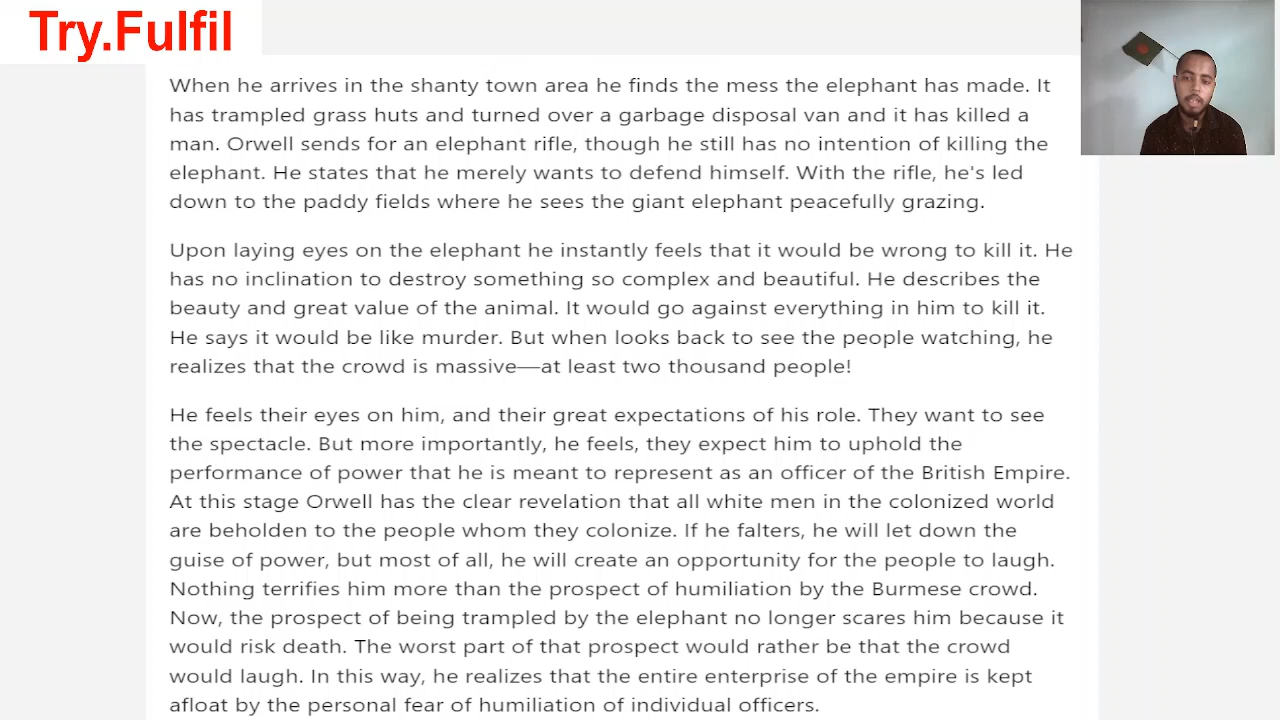 Try.Fulfil
When he arrives in the shanty town area he finds the mess the elephant has made. It
has trampled grass huts and turned over a garbage disposal van and it has killed a
man. Orwell sends for an elephant rifle, though he still has no intention of killing the
elephant. He states that he merely wants to defend himself. With the rifle, he's led
down to the paddy fields where he sees the giant elephant peacefully grazing.
Upon laying eyes on the elephant he instantly feels that it would be wrong to kill it. He
has no inclination to destroy something so complex and beautiful. He describes the
beauty and great value of the animal. It would go against everything in him to kill it.
He says it would be like murder. But when looks back to see the people watching, he
realizes that the crowd is massive—at least two thousand people!
He feels their eyes on him, and their great expectations of his role. They want to see
the spectacle. But more importantly, he feels, they expect him to uphold the
performance of power that he is meant to represent as an officer of the British Empire.
At this stage Orwell has the clear revelation that all white men in the colonized world
are beholden to the people whom they colonize. If he falters, he will let down the
guise of power, but most of all, he will create an opportunity for the people to laugh.
Nothing terrifies him more than the prospect of humiliation by the Burmese crowd.
Now, the prospect of being trampled by the elephant no longer scares him because it
would risk death. The worst part of that prospect would rather be that the crowd
would laugh. In this way, he realizes that the entire enterprise of the empire is kept
afloat by the personal fear of humiliation of individual officers.